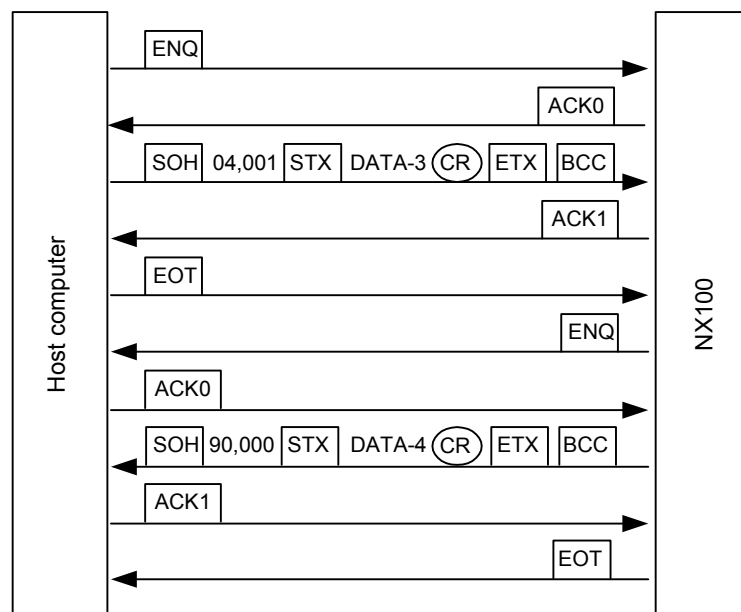 ENQ
ACK0
SOH 04,001 STX DATA-3 CR ETX BCC
ACK1
EOT
ENQ
ACK0
SOH 90,000 STX DATA-4 CR ETX BCC
ACK1
EOT
Host computer
NX100